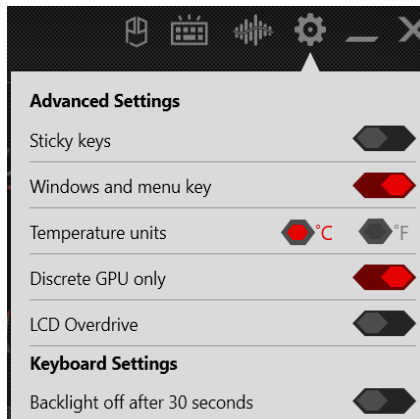 Advanced Settings
Sticky keys
Windows and menu key
Temperature units °C °F
Discrete GPU only
LCD Overdrive
Keyboard Settings
Backlight off after 30 seconds